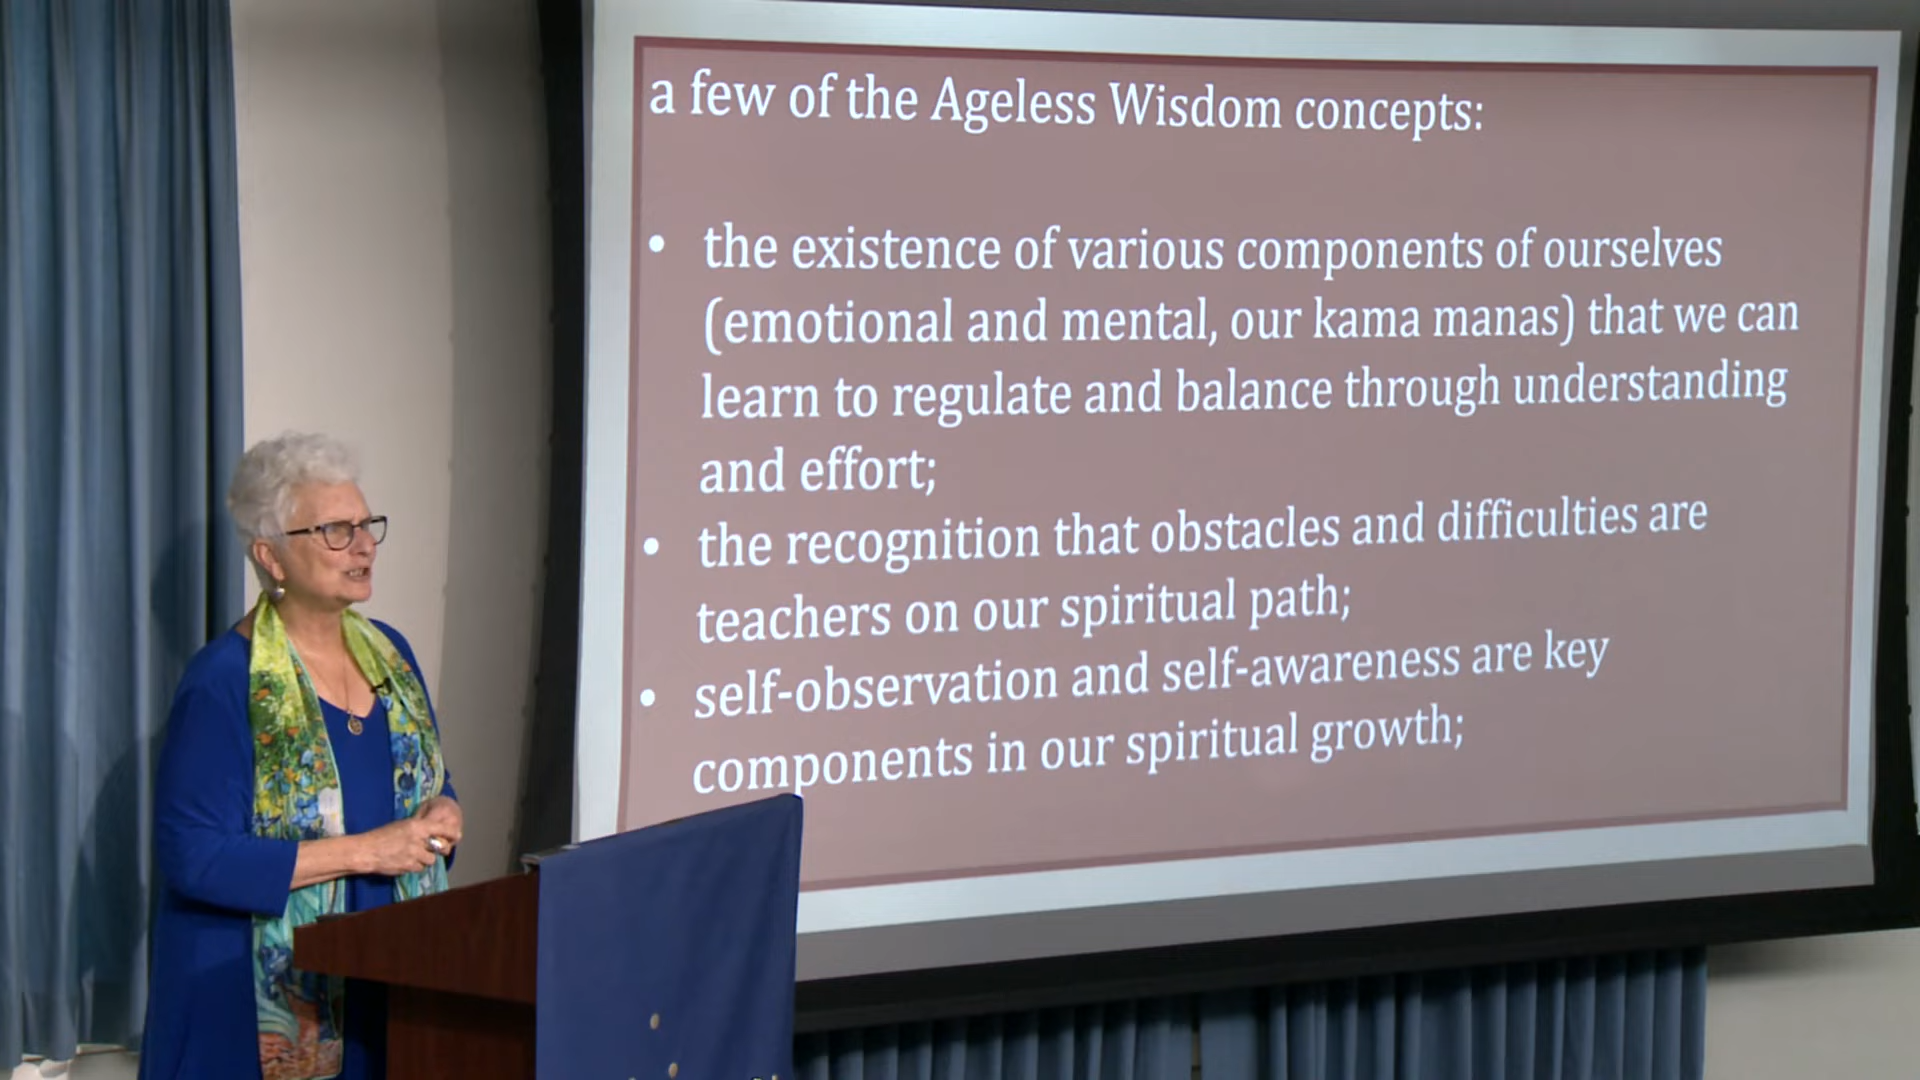 a few of the Ageless Wisdom concepts:
• the existence of various components of ourselves
(emotional and mental, our kama manas) that we can
learn to regulate and balance through understanding
and effort;
• the recognition that obstacles and difficulties are
teachers on our spiritual path;
• self-observation and self-awareness are key
components in our spiritual growth;